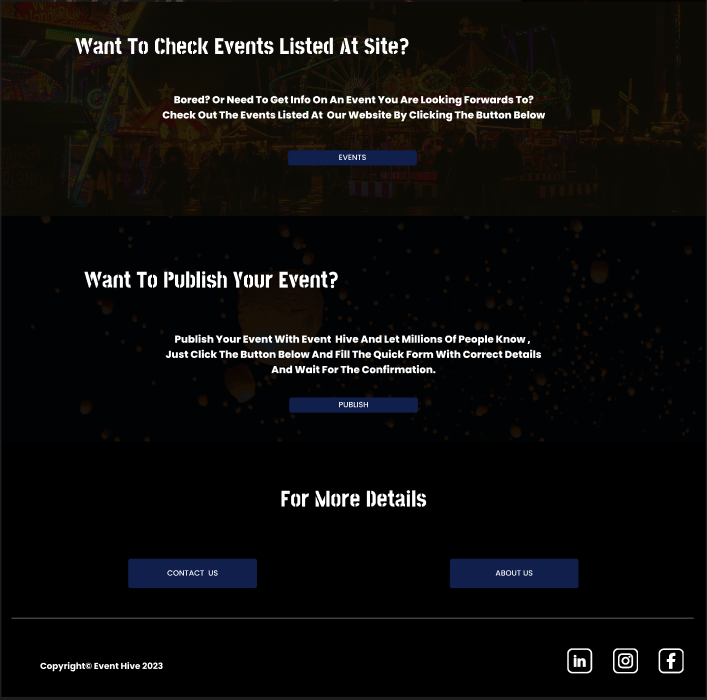 Want To Check Events Listed At Site?
Bored? Or Need To Get Info On An Event You Are Looking Forwards To?
Check Out The Events Listed At Our Website By Clicking The Button Below
EVENTS
Want To Publish Your Event?
Publish Your Event With Event Hive And Let Millions Of People Know ,
Just Click The Button Below And Fill The Quick Form With Correct Details
And Wait For The Confirmation.
PUBLISH
For More Details
CONTACT US
ABOUT US
Copyright© Event Hive 2023
in
f